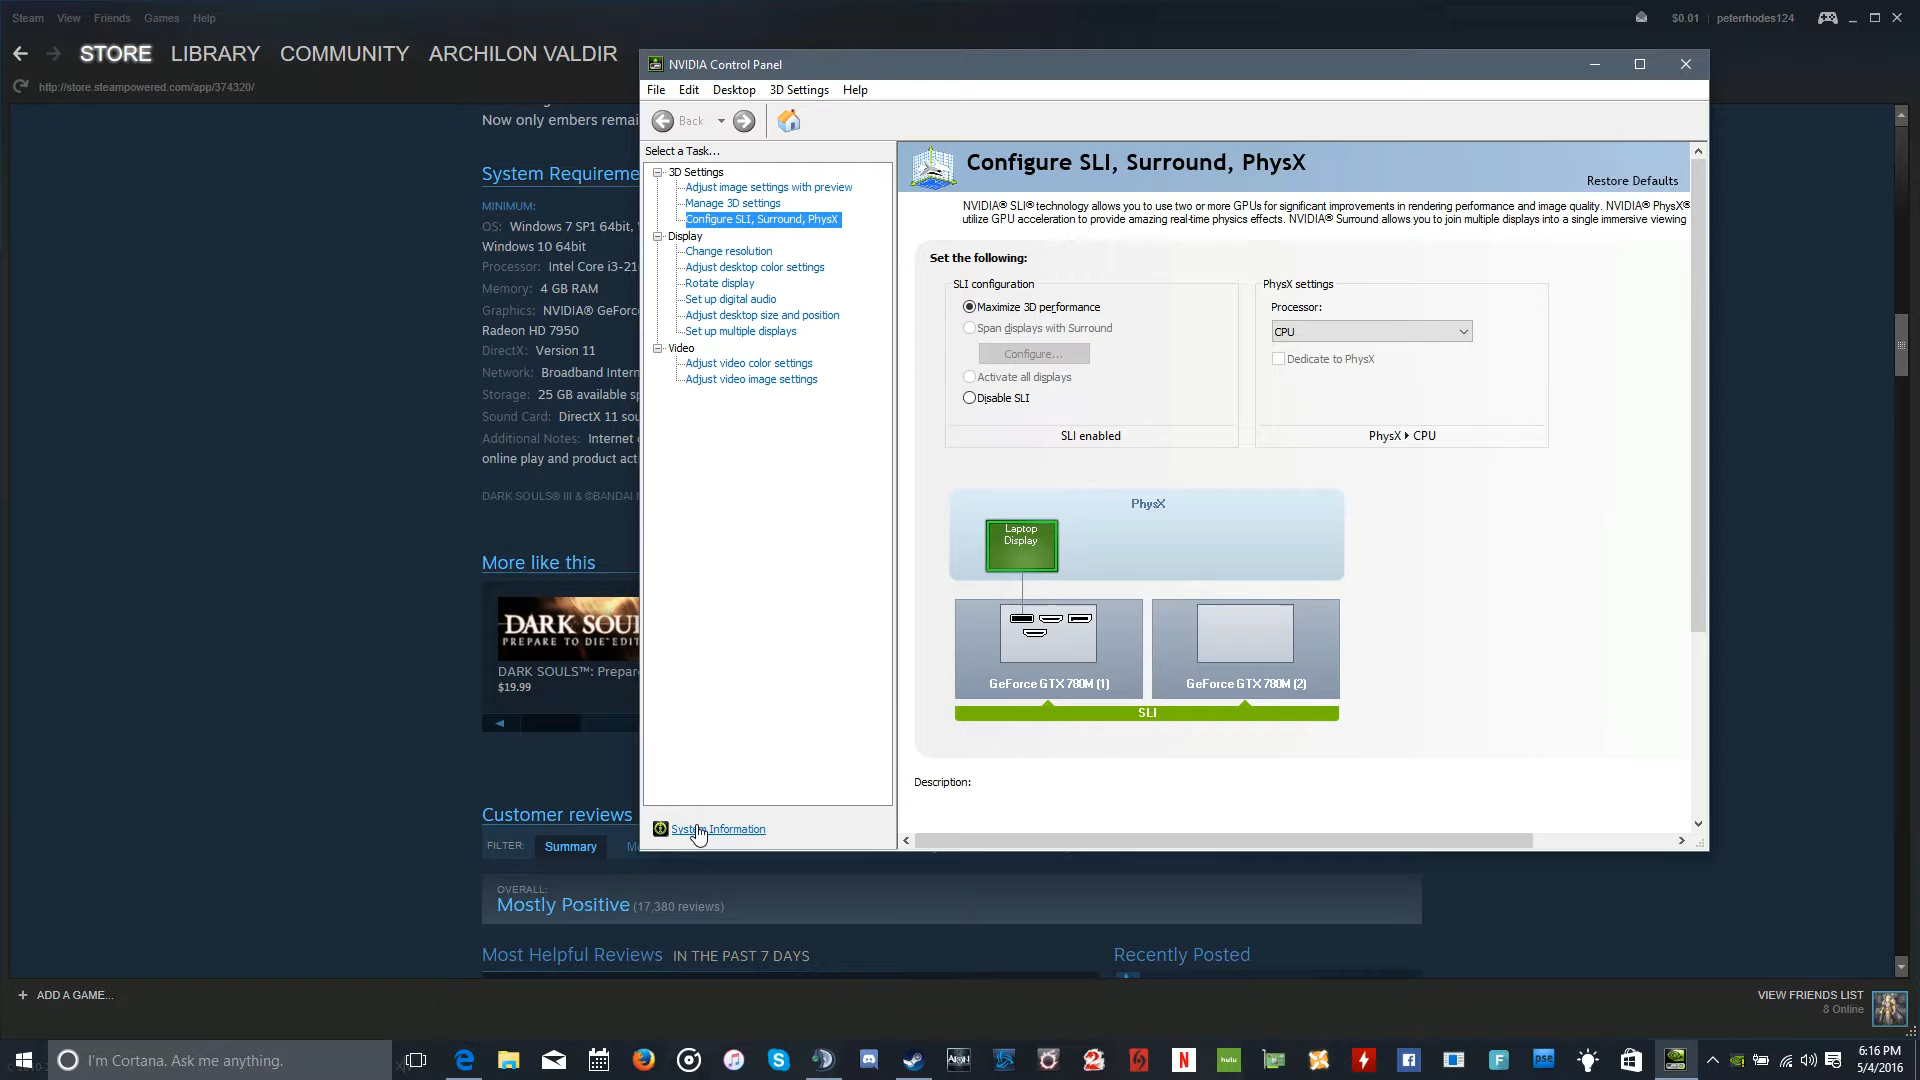 Steam View Friends Games Help
$0.01 peterrhodes124
STORE LIBRARY COMMUNITY ARCHILON VALDIR
http://store.steampowered.com/app/374320/
Now only embers remai
System Requireme
MINIMUM:
OS: Windows 7 SP1 64bit,
Windows 10 64bit
Processor: Intel Core i3-21
Memory: 4 GB RAM
Graphics: NVIDIA® GeForc
Radeon HD 7950
DirectX: Version 11
Network: Broadband Intern
Storage: 25 GB available sp
Sound Card: DirectX 11 sou
Additional Notes: Internet
online play and product act
DARK SOULS® III & ©BANDAI
More like this
DARK SOU
PREPARE TO DIE EDIT
DARK SOULS™: Prepare
$19.99
Customer reviews
FILTER: Summary
OVERALL:
Mostly Positive (17,380 reviews)
Most Helpful Reviews IN THE PAST 7 DAYS
Recently Posted
+ ADD A GAME...
VIEW FRIENDS LIST
8 Online
NVIDIA Control Panel
File Edit Desktop 3D Settings Help
Back
Select a Task...
3D Settings
Adjust image settings with preview
Manage 3D settings
Configure SLI, Surround, PhysX
Display
Change resolution
Adjust desktop color settings
Rotate display
Set up digital audio
Adjust desktop size and position
Set up multiple displays
Video
Adjust video color settings
Adjust video image settings
System Information
Configure SLI, Surround, PhysX
Restore Defaults
NVIDIA® SLI® technology allows you to use two or more GPUs for significant improvements in rendering performance and image quality. NVIDIA® PhysX®
utilize GPU acceleration to provide amazing real-time physics effects. NVIDIA® Surround allows you to join multiple displays into a single immersive viewing
Set the following:
SLI configuration
Maximize 3D performance
Span displays with Surround
Configure...
Activate all displays
Disable SLI
SLI enabled
PhysX settings
Processor:
CPU
Dedicate to PhysX
PhysX ▸ CPU
PhysX
Laptop
Display
GeForce GTX 780M (1)
GeForce GTX 780M (2)
SLI
Description:
I'm Cortana. Ask me anything.
AION
N
hulu
F
pse
6:16 PM
5/4/2016